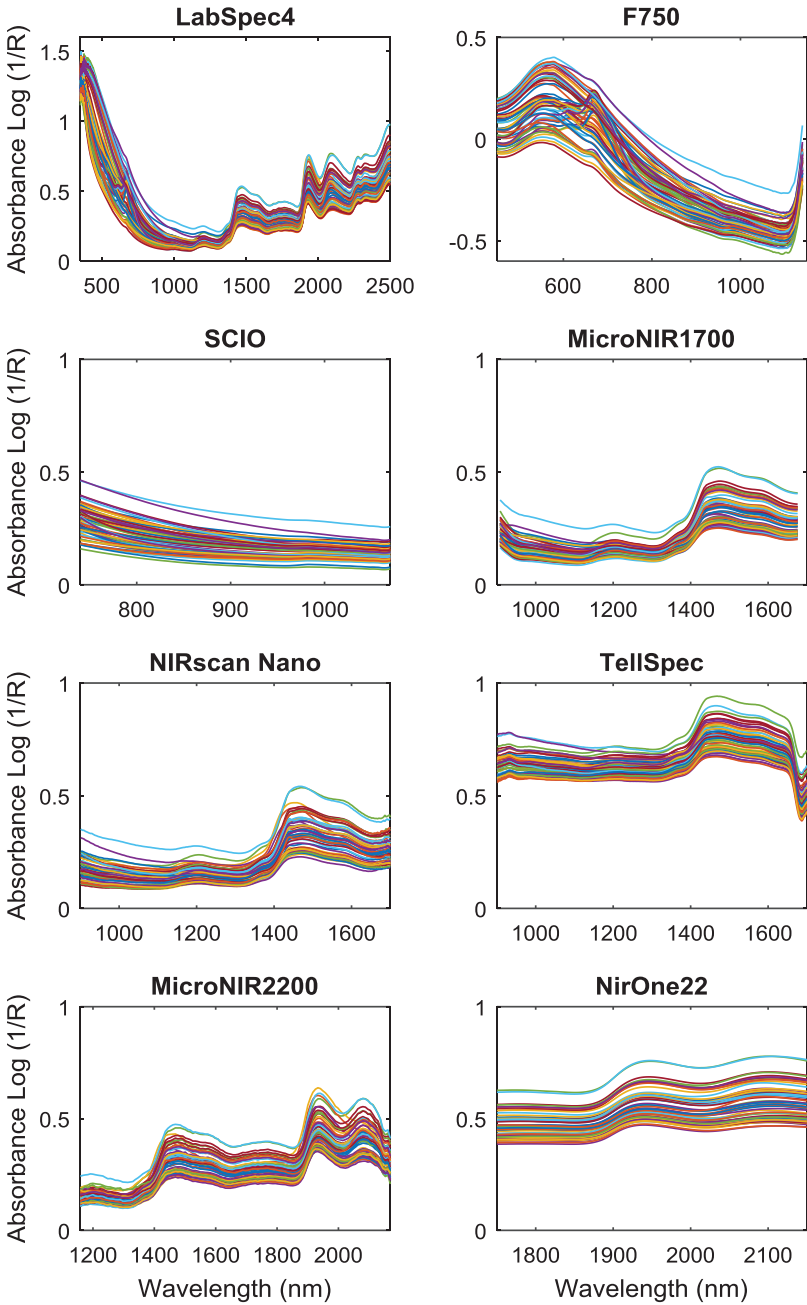 LabSpec4
F750
Absorbance Log (1/R)
1.5
1
0.5
0
500 1000 1500 2000 2500
0.5
0
-0.5
600 800 1000
SCIO
MicroNIR1700
Absorbance Log (1/R)
1
0.5
0
800 900 1000
1
0.5
0
1000 1200 1400 1600
NIRscan Nano
TellSpec
Absorbance Log (1/R)
1
0.5
0
1000 1200 1400 1600
1
0.5
0
1000 1200 1400 1600
MicroNIR2200
NirOne22
Absorbance Log (1/R)
1
0.5
0
1200 1400 1600 1800 2000
Wavelength (nm)
1
0.5
0
1800 1900 2000 2100
Wavelength (nm)